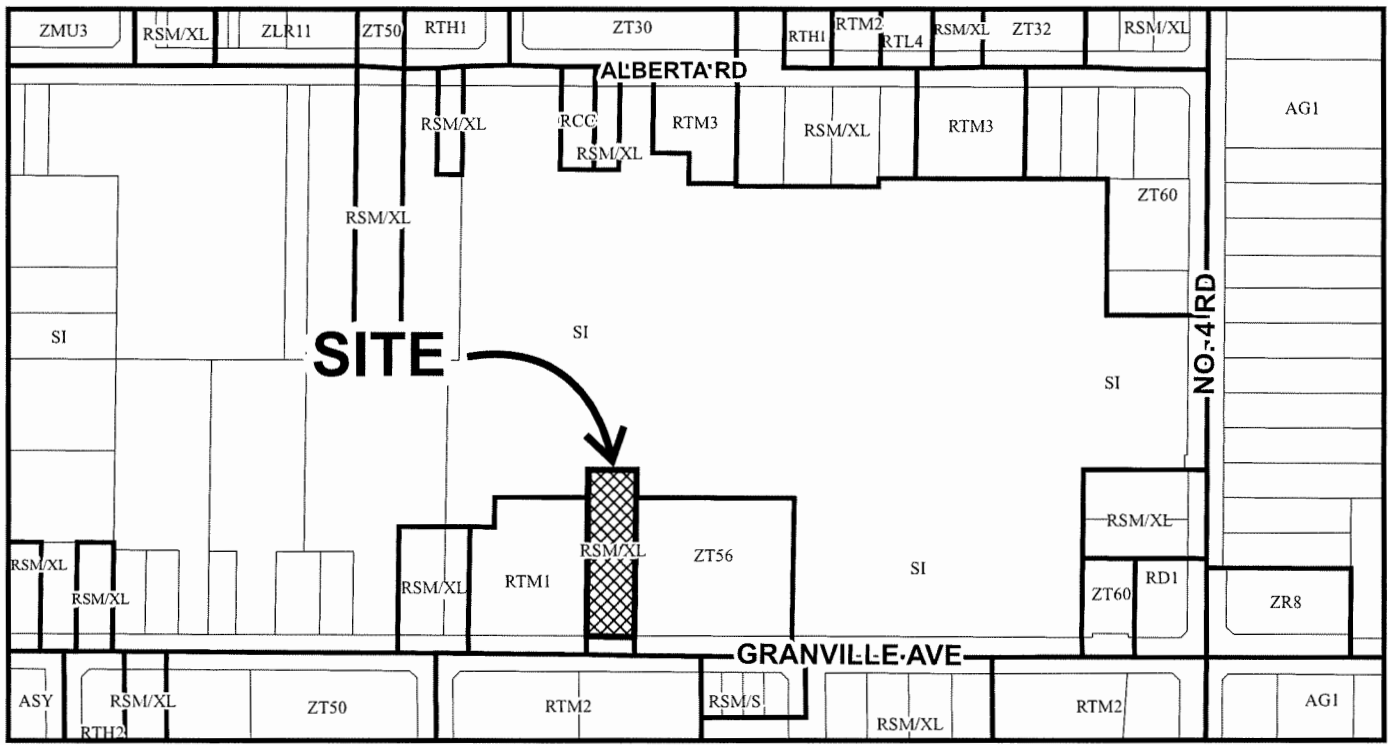 ZMU3
RSM/XL
ZLR11
ZT50
RTH1
ZT30
RTH1
RTM2
RTL4
RSM/XL
ZT32
RSM/XL
ALBERTA RD
AG1
RSM/XL
RCC
RSM/XL
RTM3
RSM/XL
RTM3
ZT60
RSM/XL
NO. 4 RD
SI
SITE
SI
SI
RSM/XL
RSM/XL
RSM/XL
RSM/XL
RTM1
RSM/XL
ZT56
SI
ZT60
RD1
ZR8
GRANVILLE AVE
ASY
RTH2
RSM/XL
ZT50
RTM2
RSM/S
RSM/XL
RTM2
AG1